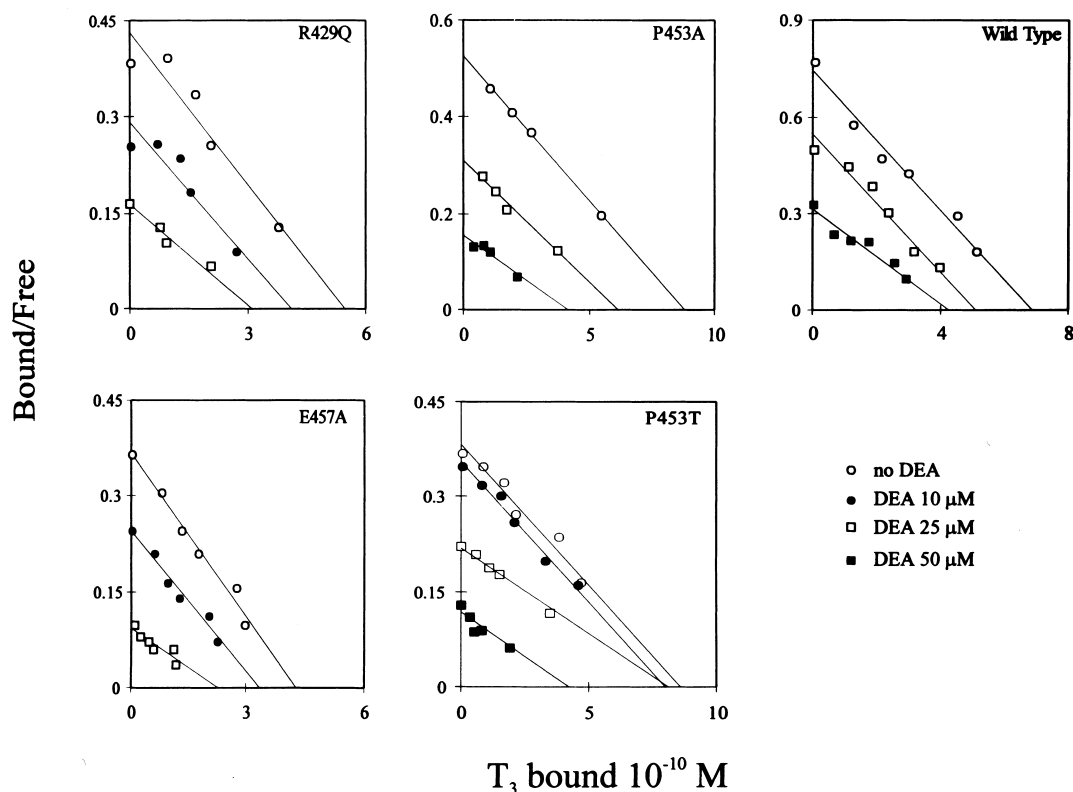 Bound/Free
R429Q
0.45
0.3
0.15
0
0 3 6
P453A
0.6
0.4
0.2
0
0 5 10
Wild Type
0.9
0.6
0.3
0
0 2 4 6 8
E457A
0.45
0.3
0.15
0
0 3 6
P453T
0.45
0.3
0.15
0
0 5 10
no DEA
DEA 10 μM
DEA 25 μM
DEA 50 μM
T₃ bound 10⁻¹⁰ M